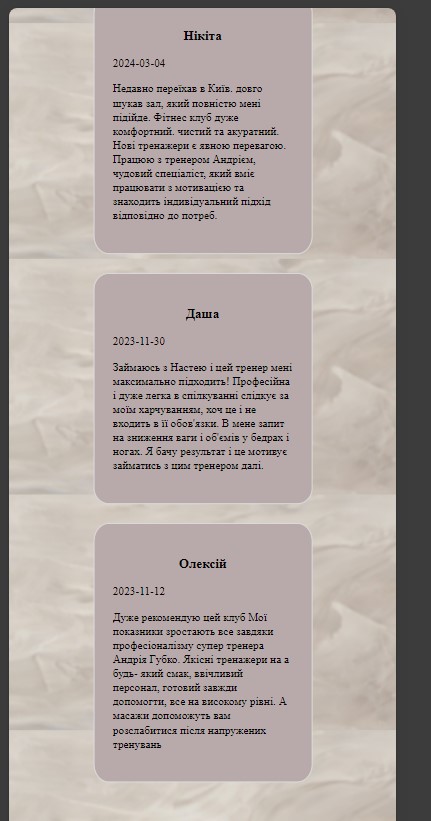 Нікіта
2024-03-04
Недавно переїхав в Київ. довго
шукав зал, який повністю мені
підійде. Фітнес клуб дуже
комфортний. чистий та акуратний.
Нові тренажери є явною перевагою.
Працюю з тренером Андрієм,
чудовий спеціаліст, який вміє
працювати з мотивацією та
знаходить індивідуальний підхід
відповідно до потреб.
Даша
2023-11-30
Займаюсь з Настею і цей тренер мені
максимально підходить! Професійна
і дуже легка в спілкуванні слідкує за
моїм харчуванням, хоч це і не
входить в її обов'язки. В мене запит
на зниження ваги і об'ємів у бедрах і
ногах. Я бачу результат і це мотивує
займатись з цим тренером далі.
Олексій
2023-11-12
Дуже рекомендую цей клуб Мої
показники зростають все завдяки
професіоналізму супер тренера
Андрія Губко. Якісні тренажери на а
будь- який смак, ввічливий
персонал, готовий завжди
допомогти, все на високому рівні. А
масажи допоможуть вам
розслабитися після напружених
тренувань